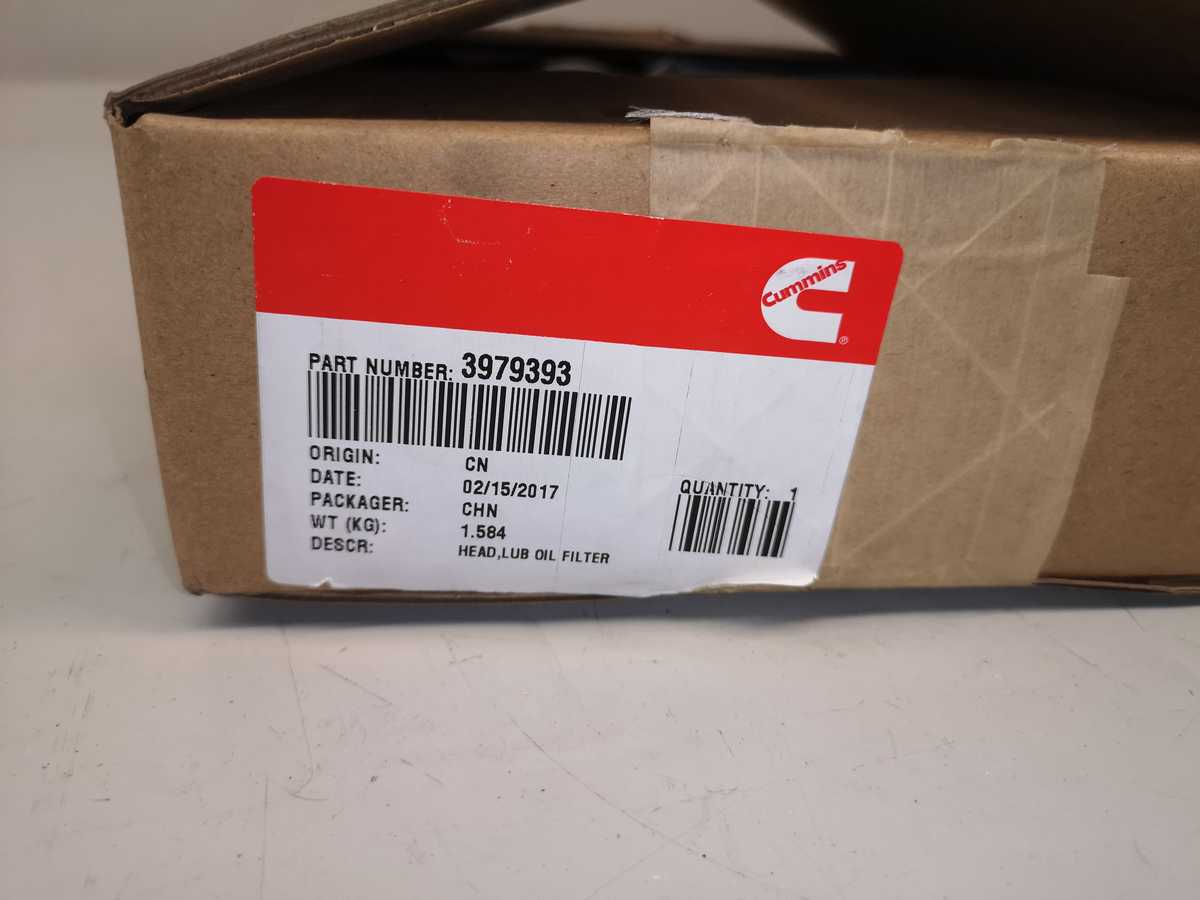 Cummins
®
PART NUMBER: 3979393
ORIGIN: CN
DATE: 02/15/2017
PACKAGER: CHN
WT (KG): 1.584
DESCR: HEAD,LUB OIL FILTER
QUANTITY: 1